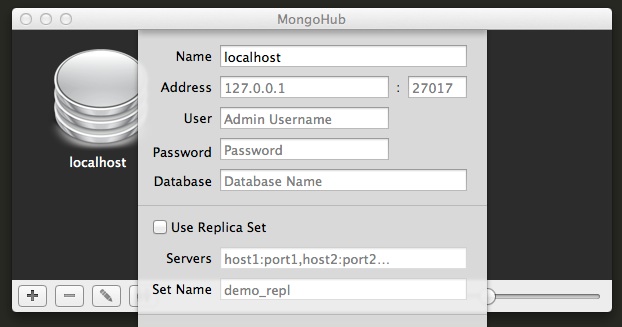 MongoHub
Name localhost
Address 127.0.0.1 : 27017
User Admin Username
Password Password
localhost
Database Database Name
Use Replica Set
Servers host1:port1,host2:port2...
Set Name demo_repl